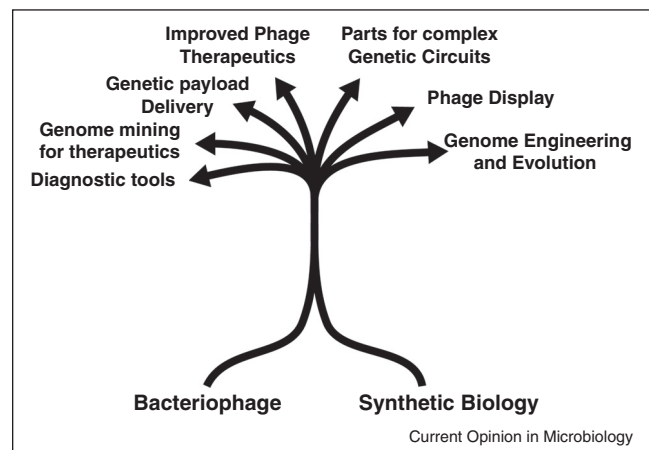 Improved Phage
Therapeutics
Parts for complex
Genetic Circuits
Genetic payload
Delivery
Phage Display
Genome mining
for therapeutics
Genome Engineering
and Evolution
Diagnostic tools
Bacteriophage
Synthetic Biology
Current Opinion in Microbiology